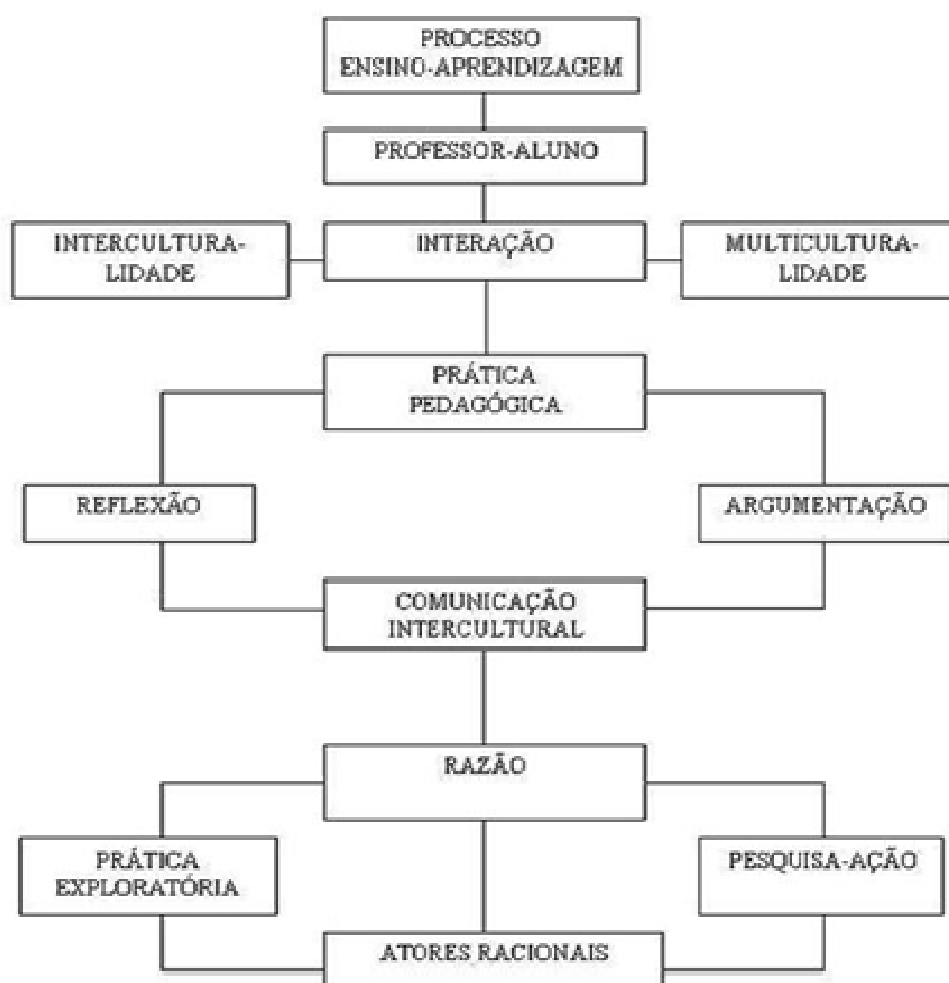 PROCESSO
ENSINO-APRENDIZAGEM
PROFESSOR-ALUNO
INTERCULTURA-
LIDADE
INTERAÇÃO
MULTICULTURA-
LIDADE
PRÁTICA
PEDAGÓGICA
REFLEXÃO
ARGUMENTAÇÃO
COMUNICAÇÃO
INTERCULTURAL
RAZÃO
PRÁTICA
EXPLORATÓRIA
PESQUISA-AÇÃO
ATORES RACIONAIS